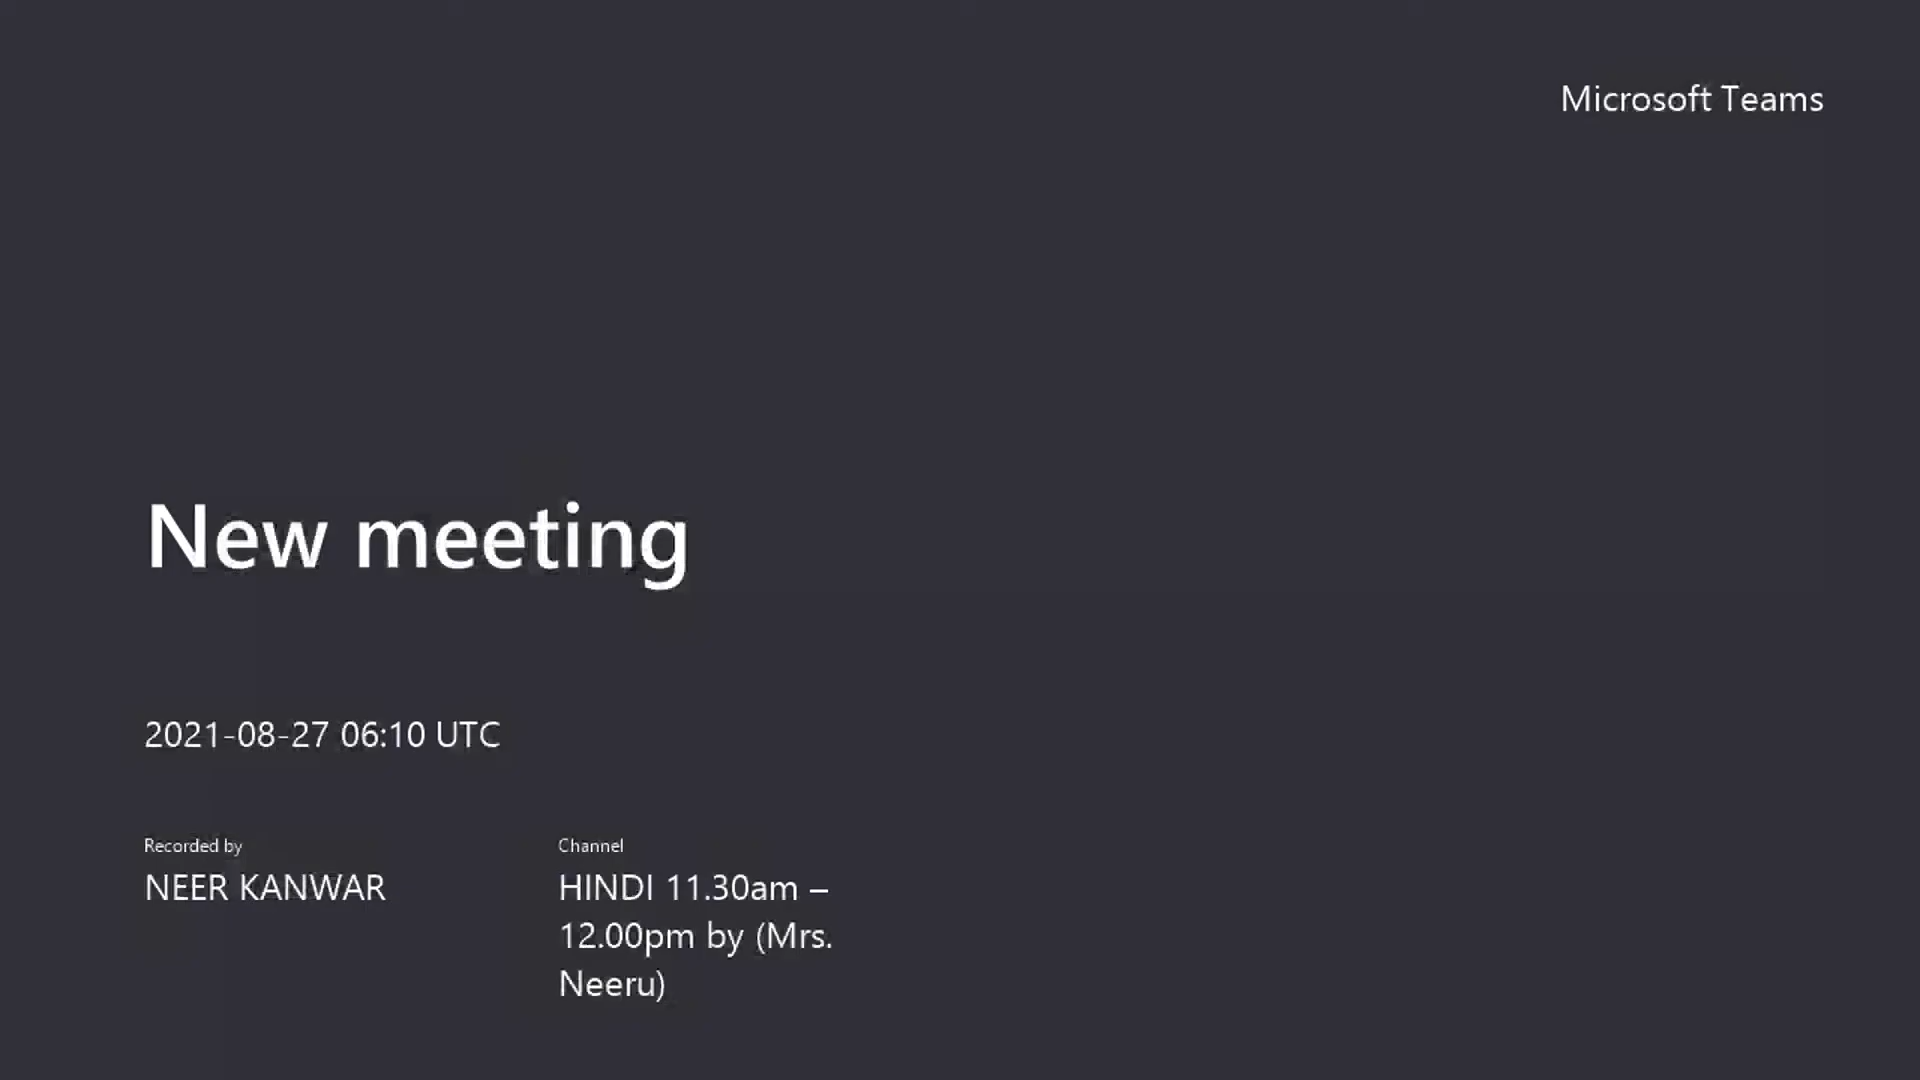 Microsoft Teams
New meeting
2021-08-27 06:10 UTC
Recorded by
NEER KANWAR
Channel
HINDI 11.30am –
12.00pm by (Mrs.
Neeru)